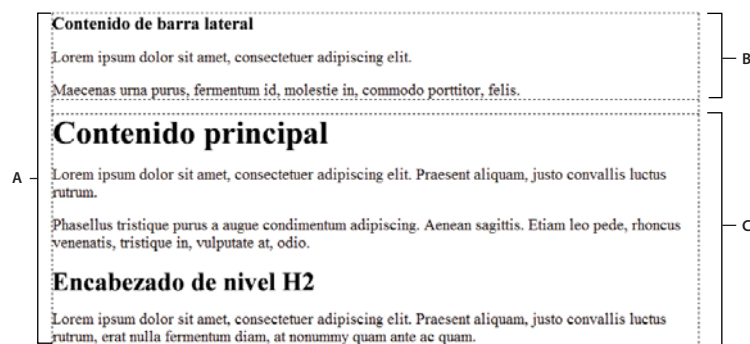 Contenido de barra lateral
Lorem ipsum dolor sit amet, consectetuer adipiscing elit.
B
Maecenas urna purus, fermentum id, molestie in, commodo porttitor, felis.
Contenido principal
A
Lorem ipsum dolor sit amet, consectetuer adipiscing elit. Praesent aliquam, justo convallis luctus
rutrum.
Phasellus tristique purus a augue condimentum adipiscing. Aenean sagittis. Etiam leo pede, rhoncus
C
venenatis, tristique in, vulputate at, odio.
Encabezado de nivel H2
Lorem ipsum dolor sit amet, consectetuer adipiscing elit. Praesent aliquam, justo convallis luctus
rutrum, erat nulla fermentum diam, at nonummy quam ante ac quam.